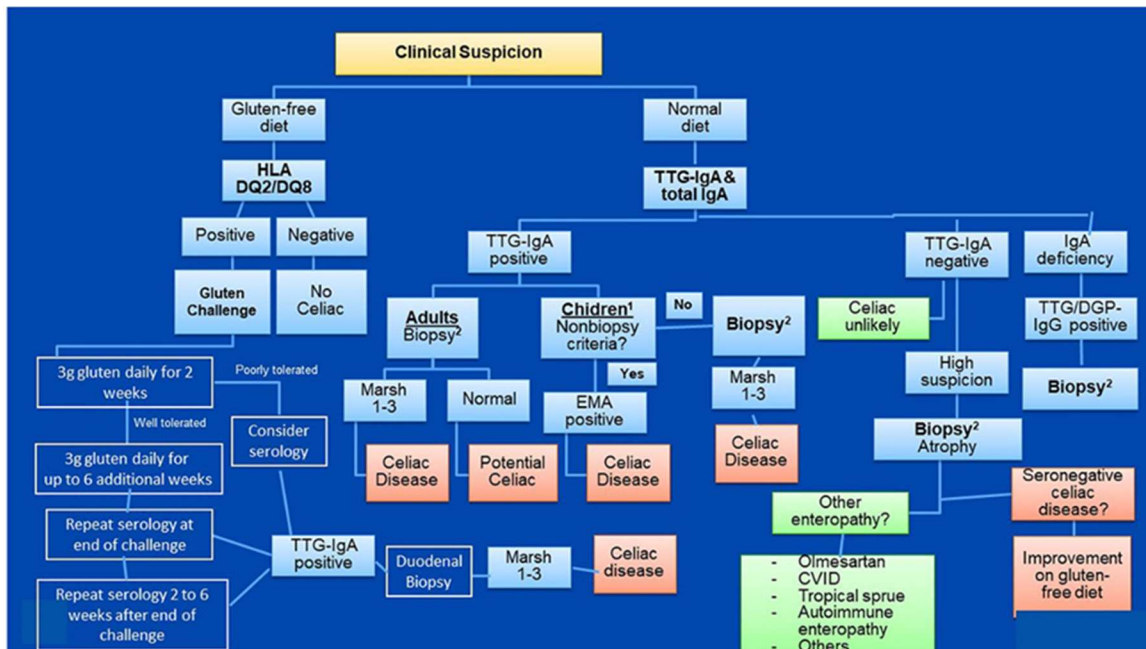 Clinical Suspicion
Gluten-free
diet
Normal
diet
HLA
DQ2/DQ8
TTG-IgA &
total IgA
Positive
Negative
TTG-IgA
positive
TTG-IgA
negative
IgA
deficiency
Gluten
Challenge
No
Celiac
Adults
Biopsy²
Chidren¹
Nonbiopsy
criteria?
No
Biopsy²
Celiac
unlikely
TTG/DGP-
IgG positive
3g gluten daily for 2
weeks
Poorly tolerated
Well tolerated
Marsh
1-3
Normal
Yes
EMA
positive
Marsh
1-3
High
suspicion
Biopsy²
Consider
serology
Biopsy²
Atrophy
3g gluten daily for
up to 6 additional weeks
Celiac
Disease
Potential
Celiac
Celiac
Disease
Celiac
Disease
Other
enteropathy?
Seronegative
celiac
disease?
Repeat serology at
end of challenge
TTG-IgA
positive
Duodenal
Biopsy
Marsh
1-3
Celiac
disease
Repeat serology 2 to 6
weeks after end of
challenge
- Olmesartan
- CVID
- Tropical sprue
- Autoimmune
enteropathy
- Others
Improvement
on gluten-
free diet